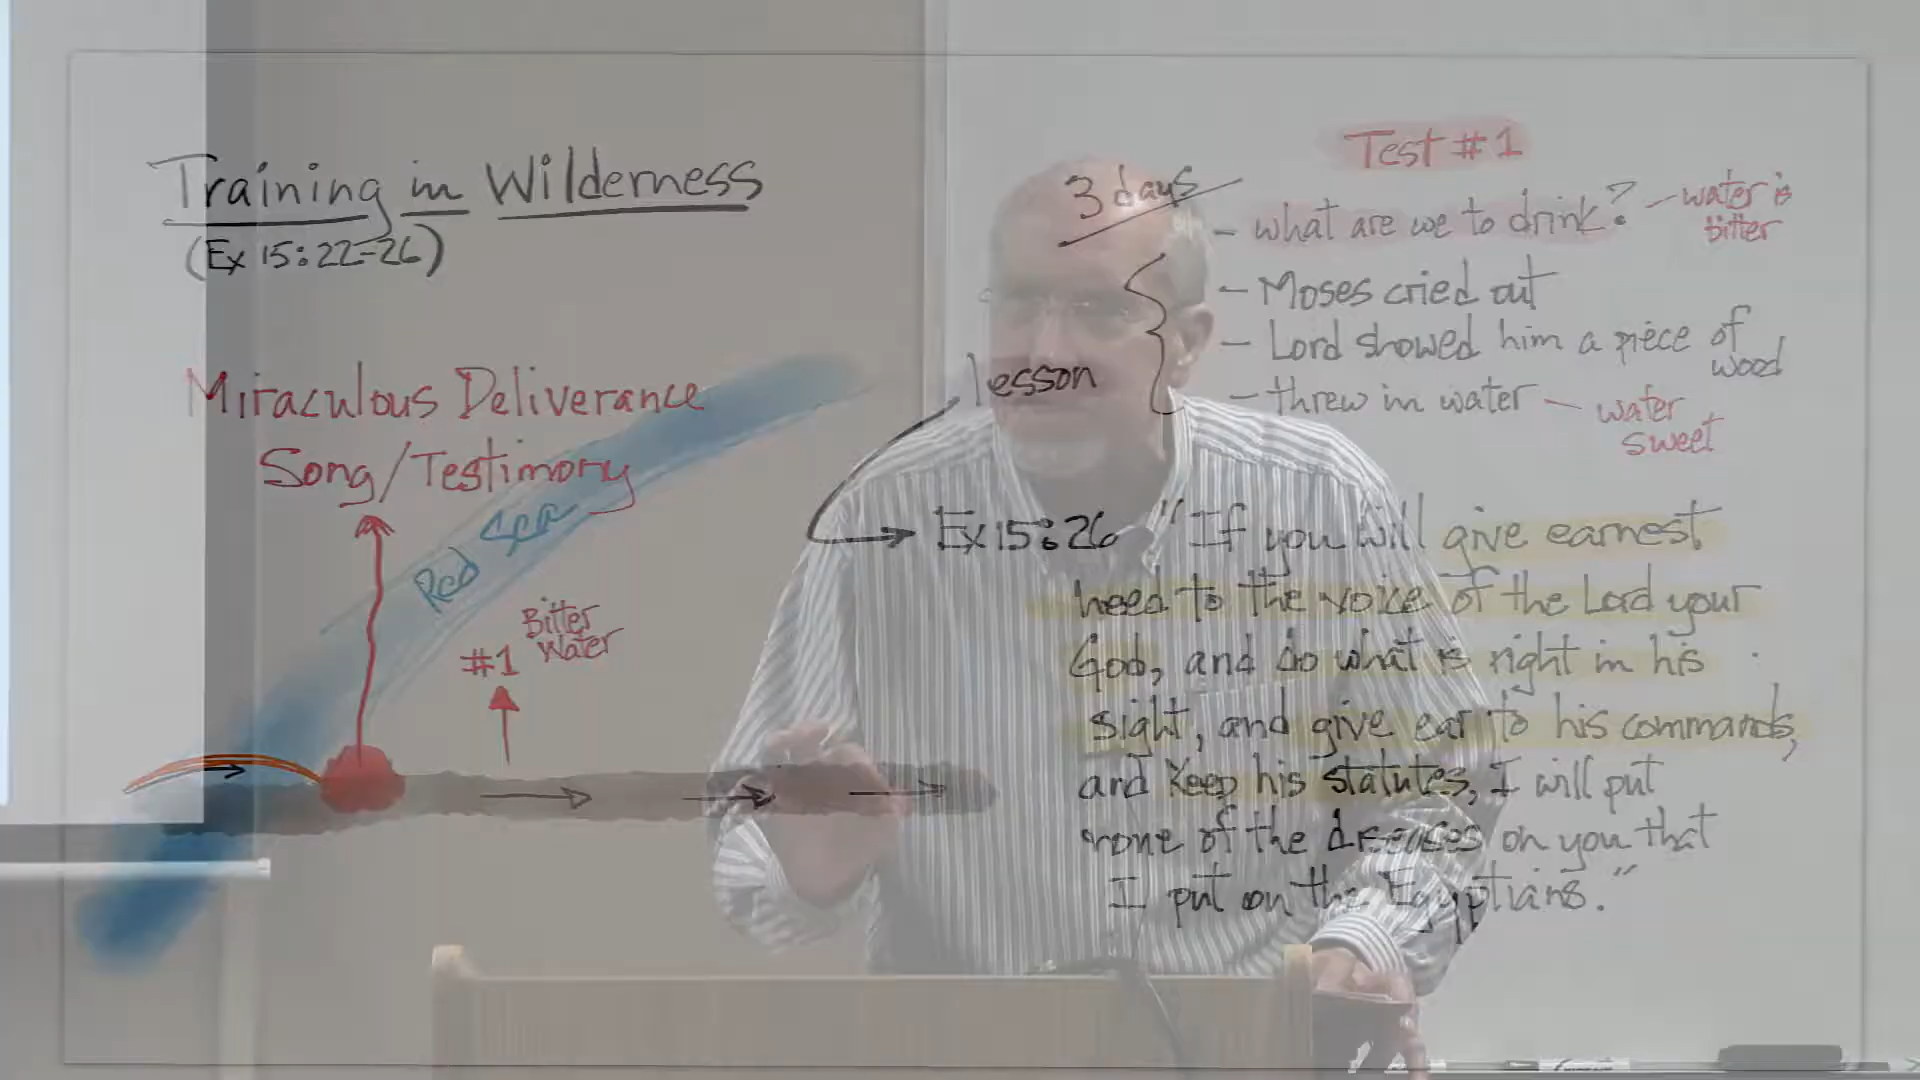 Training in Wilderness
(Ex 15:22-26)
Miraculous Deliverance
Song/Testimony
Red Sea
#1 Bitter
Water
Test #1
3 days
- what are we to drink? - water is
bitter
- Moses cried out
- Lord showed him a piece of
wood
- threw in water - water
sweet
lesson
Ex 15:26 "If you will give earnest
heed to the voice of the Lord your
God, and do what is right in his
sight, and give ear to his commands,
and keep his statutes, I will put
none of the diseases on you that
I put on the Egyptians."